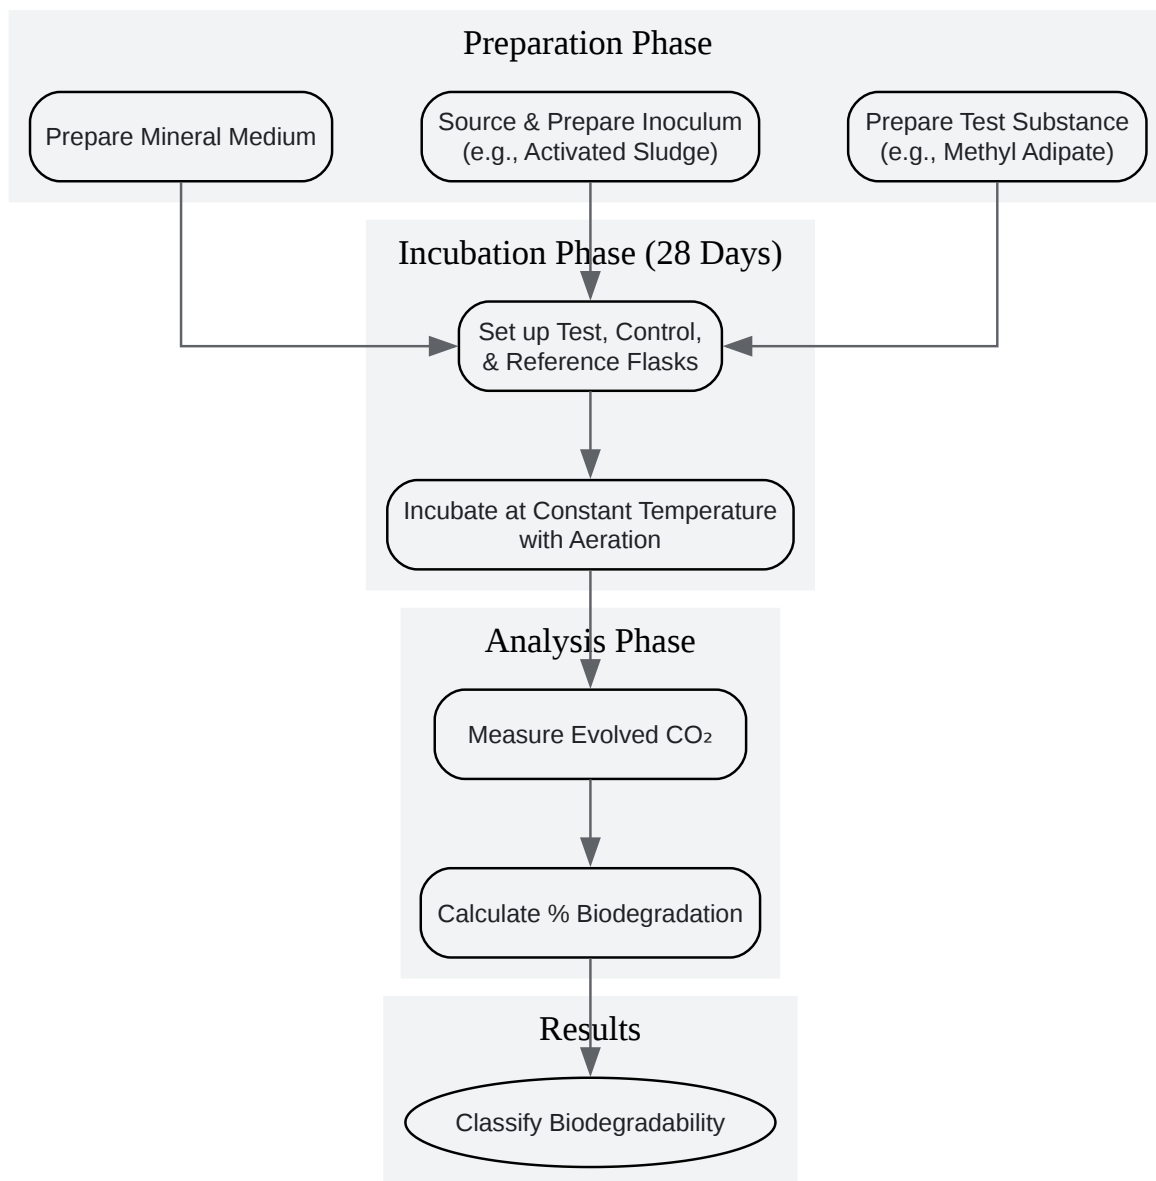 Preparation Phase
Prepare Mineral Medium
Source & Prepare Inoculum
(e.g., Activated Sludge)
Prepare Test Substance
(e.g., Methyl Adipate)
Incubation Phase (28 Days)
Set up Test, Control,
& Reference Flasks
Incubate at Constant Temperature
with Aeration
Analysis Phase
Measure Evolved CO₂
Calculate % Biodegradation
Results
Classify Biodegradability